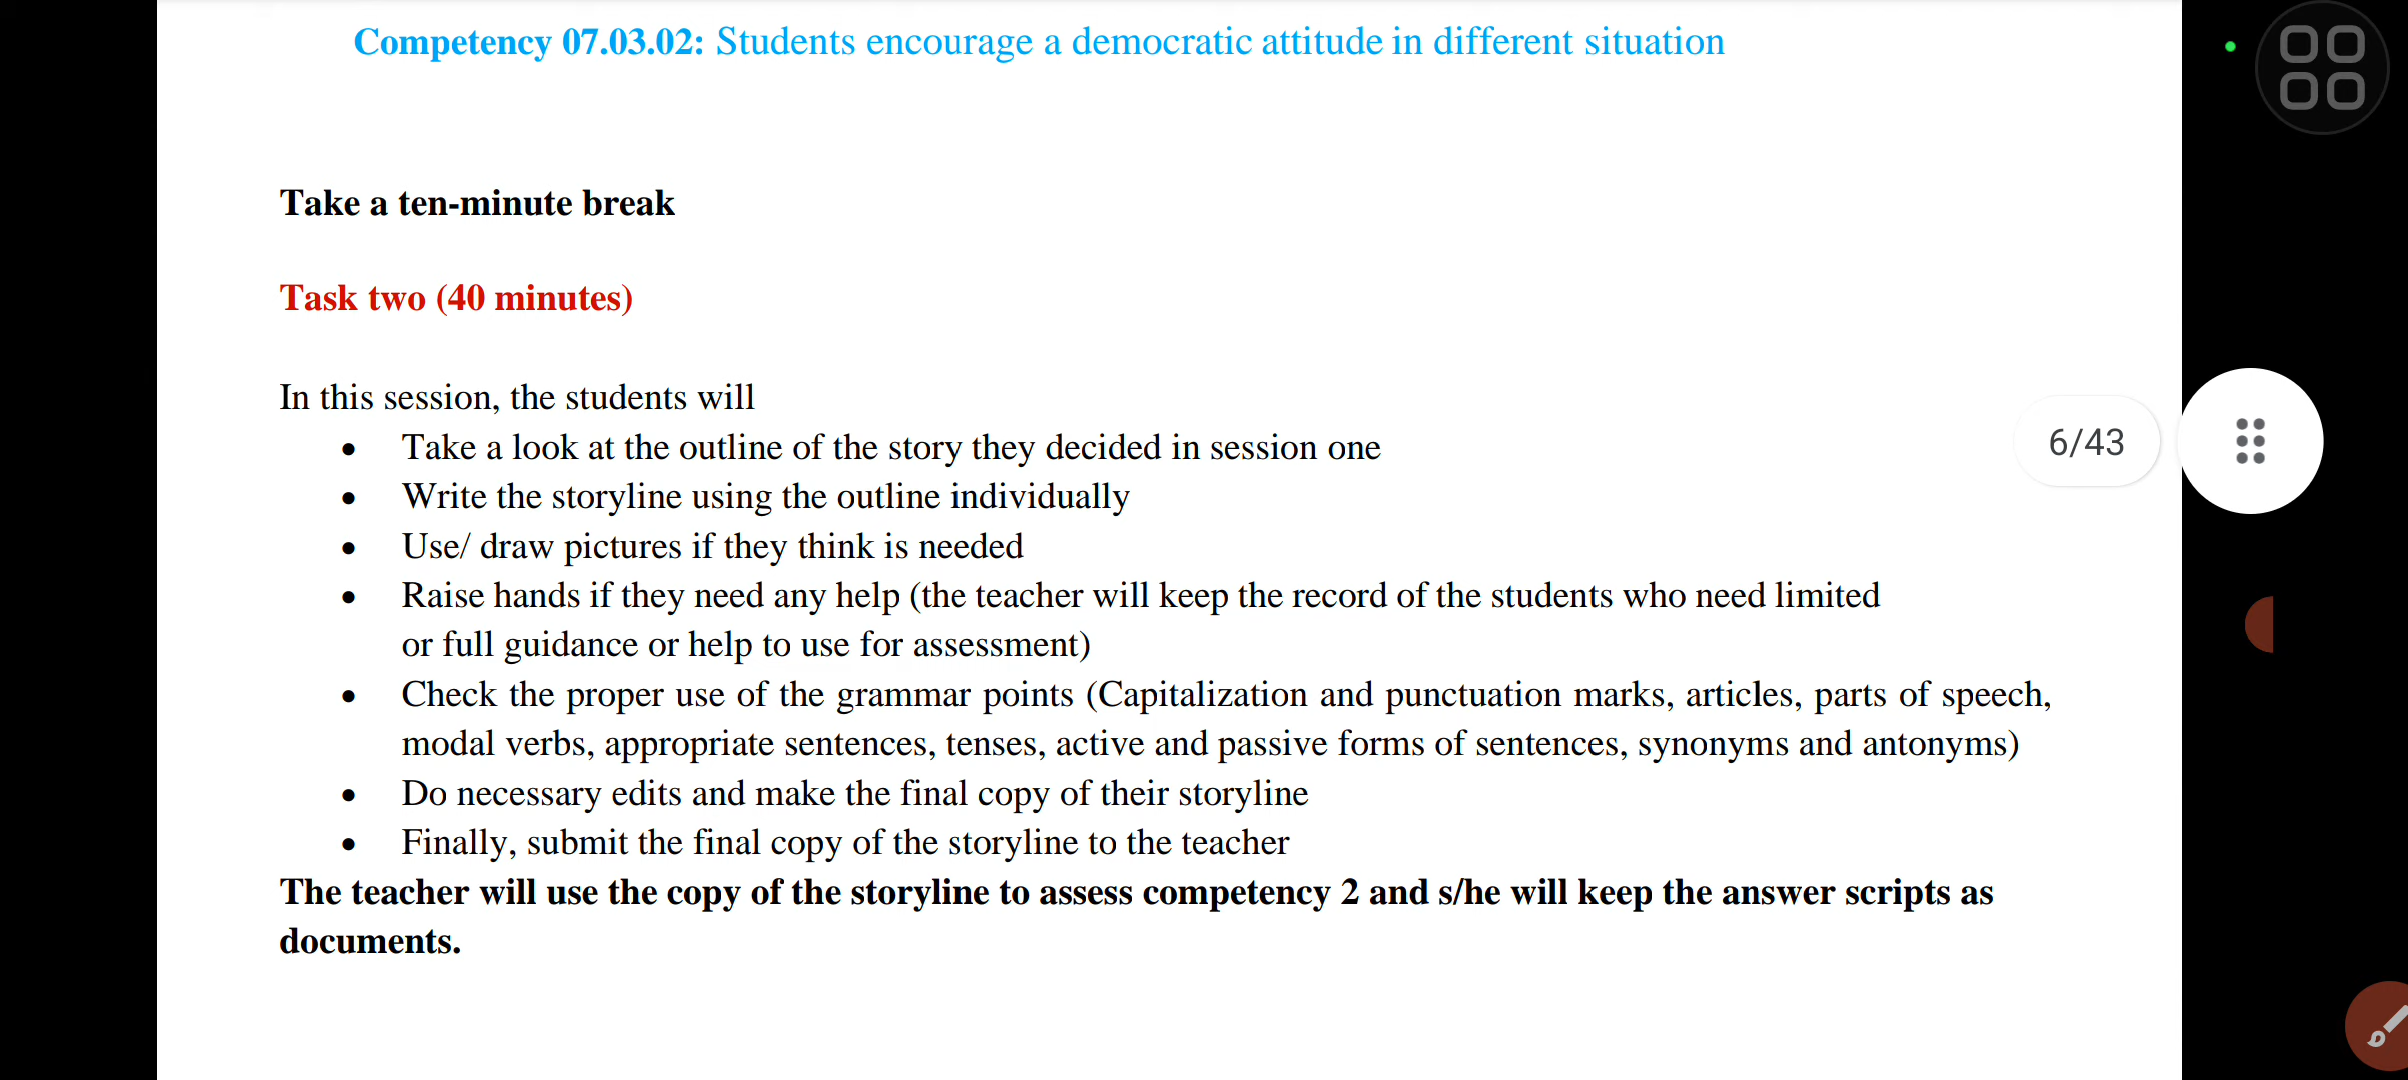 Competency 07.03.02: Students encourage a democratic attitude in different situation
Take a ten-minute break
Task two (40 minutes)
In this session, the students will
• Take a look at the outline of the story they decided in session one
• Write the storyline using the outline individually
• Use/ draw pictures if they think is needed
• Raise hands if they need any help (the teacher will keep the record of the students who need limited
or full guidance or help to use for assessment)
• Check the proper use of the grammar points (Capitalization and punctuation marks, articles, parts of speech,
modal verbs, appropriate sentences, tenses, active and passive forms of sentences, synonyms and antonyms)
• Do necessary edits and make the final copy of their storyline
• Finally, submit the final copy of the storyline to the teacher
The teacher will use the copy of the storyline to assess competency 2 and s/he will keep the answer scripts as
documents.
6/43